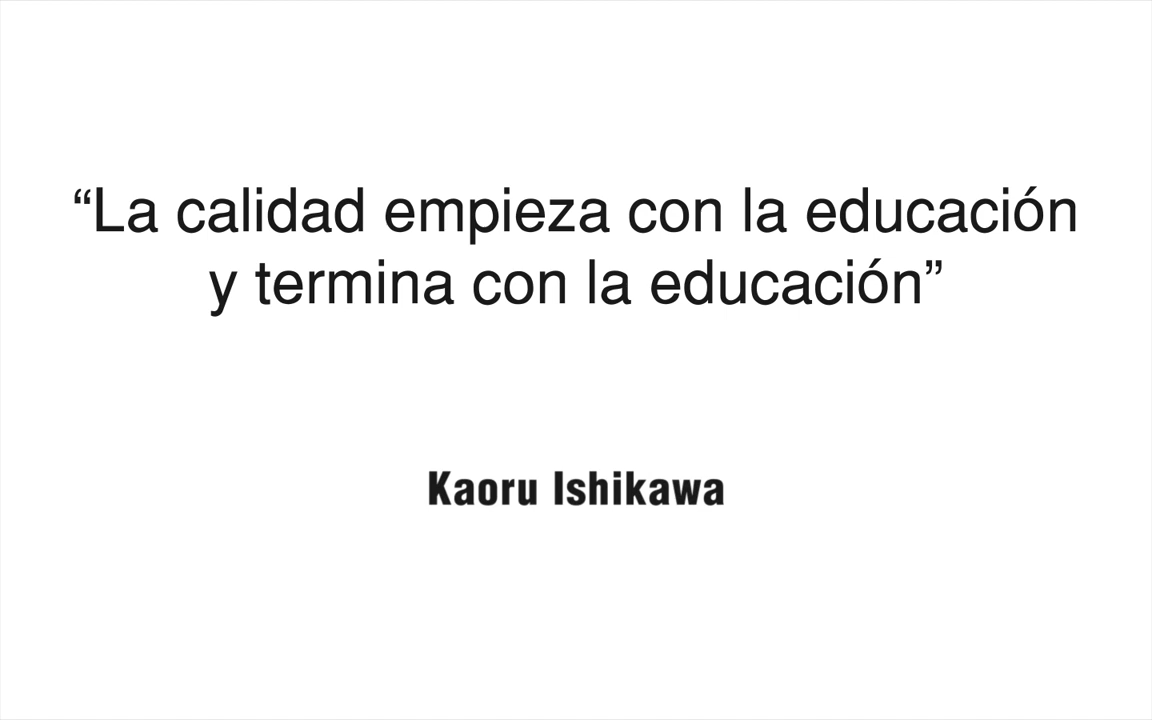 “La calidad empieza con la educación
y termina con la educación”
Kaoru Ishikawa